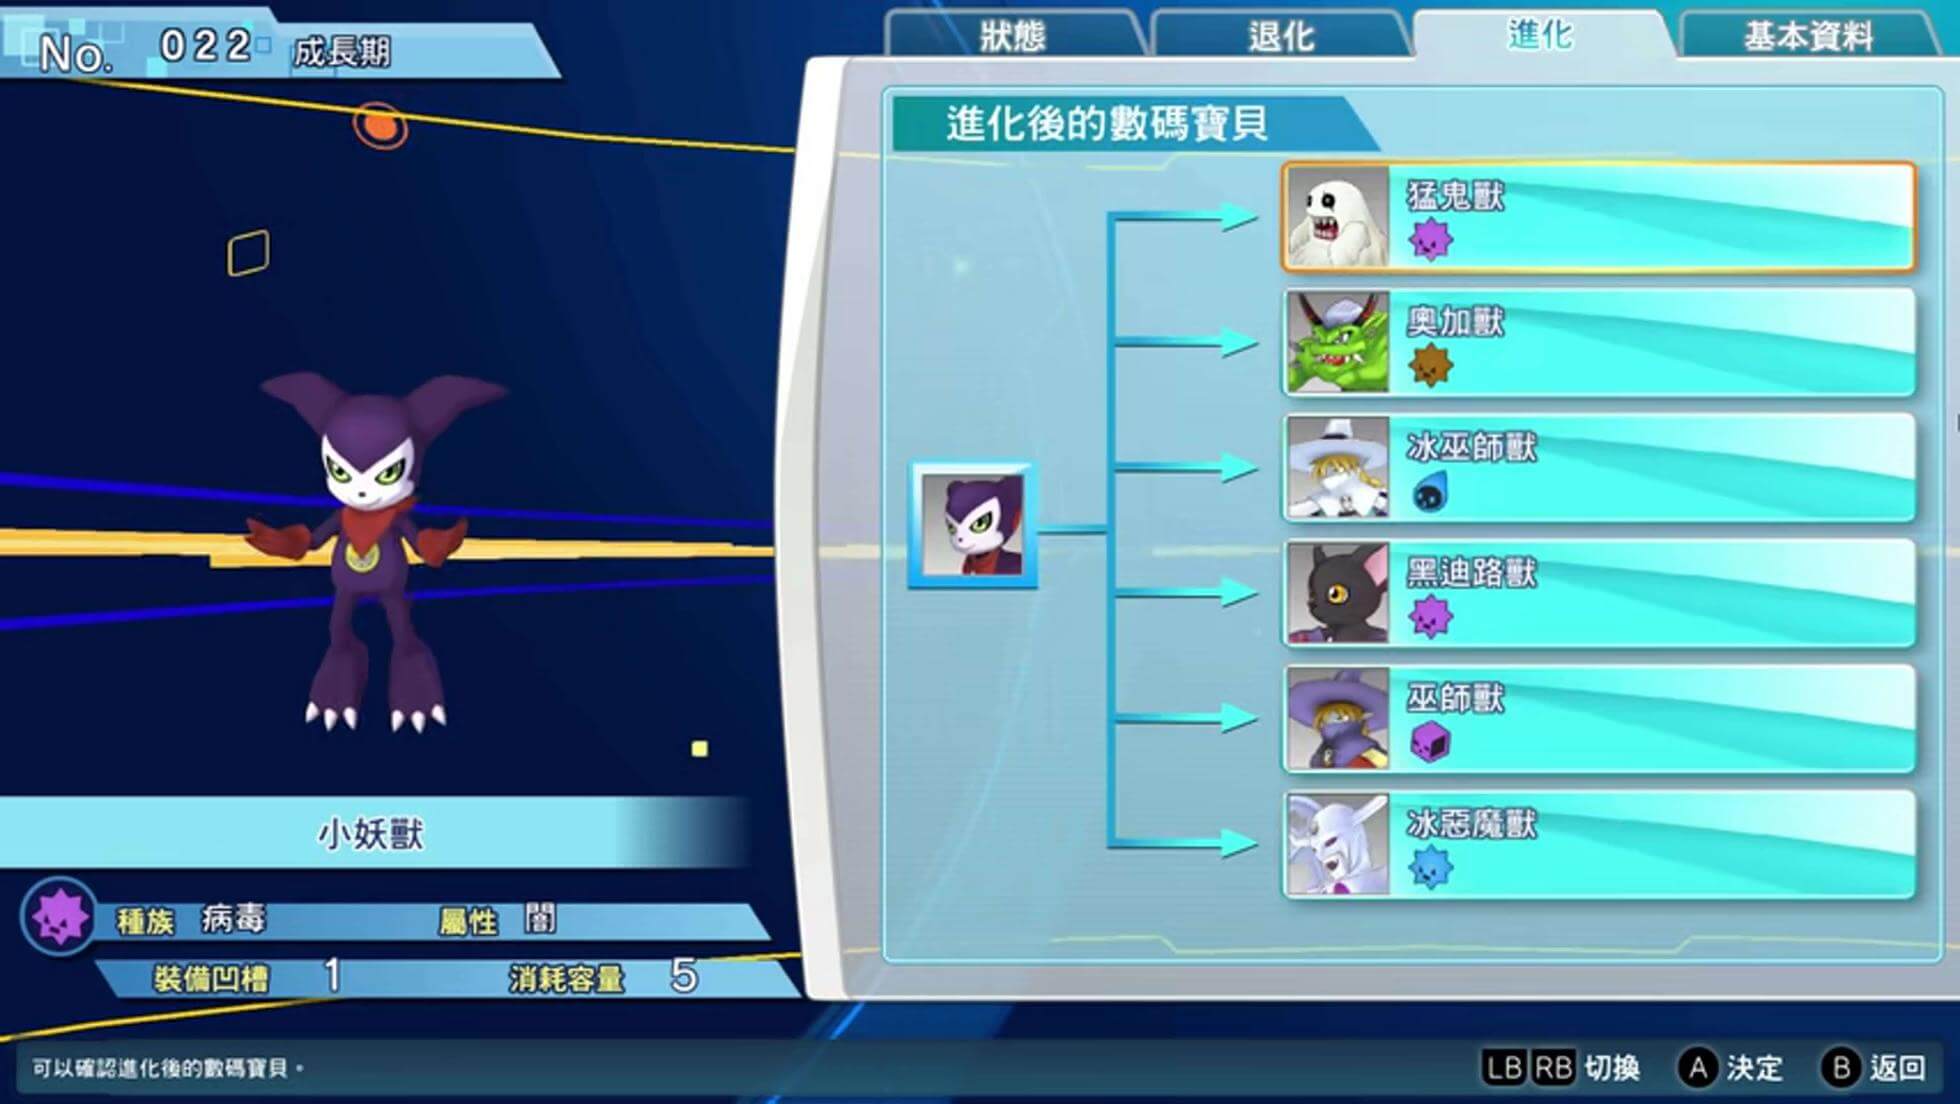 No. 022 成長期
狀態 退化 進化 基本資料
進化後的數碼寶貝
猛鬼獸
奧加獸
冰巫師獸
黑迪路獸
巫師獸
冰惡魔獸
小妖獸
種族 病毒 屬性 闇
裝備凹槽 1 消耗容量 5
可以確認進化後的數碼寶貝。
LB RB 切換 A 決定 B 返回